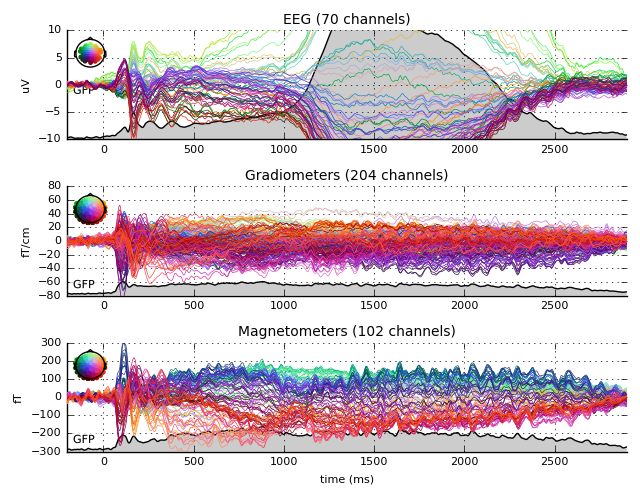 EEG (70 channels)
10
5
0
−5
−10
uV
GFP
0 500 1000 1500 2000 2500
Gradiometers (204 channels)
80
60
40
20
0
−20
−40
−60
−80
fT/cm
GFP
0 500 1000 1500 2000 2500
Magnetometers (102 channels)
300
200
100
0
−100
−200
−300
fT
GFP
0 500 1000 1500 2000 2500
time (ms)